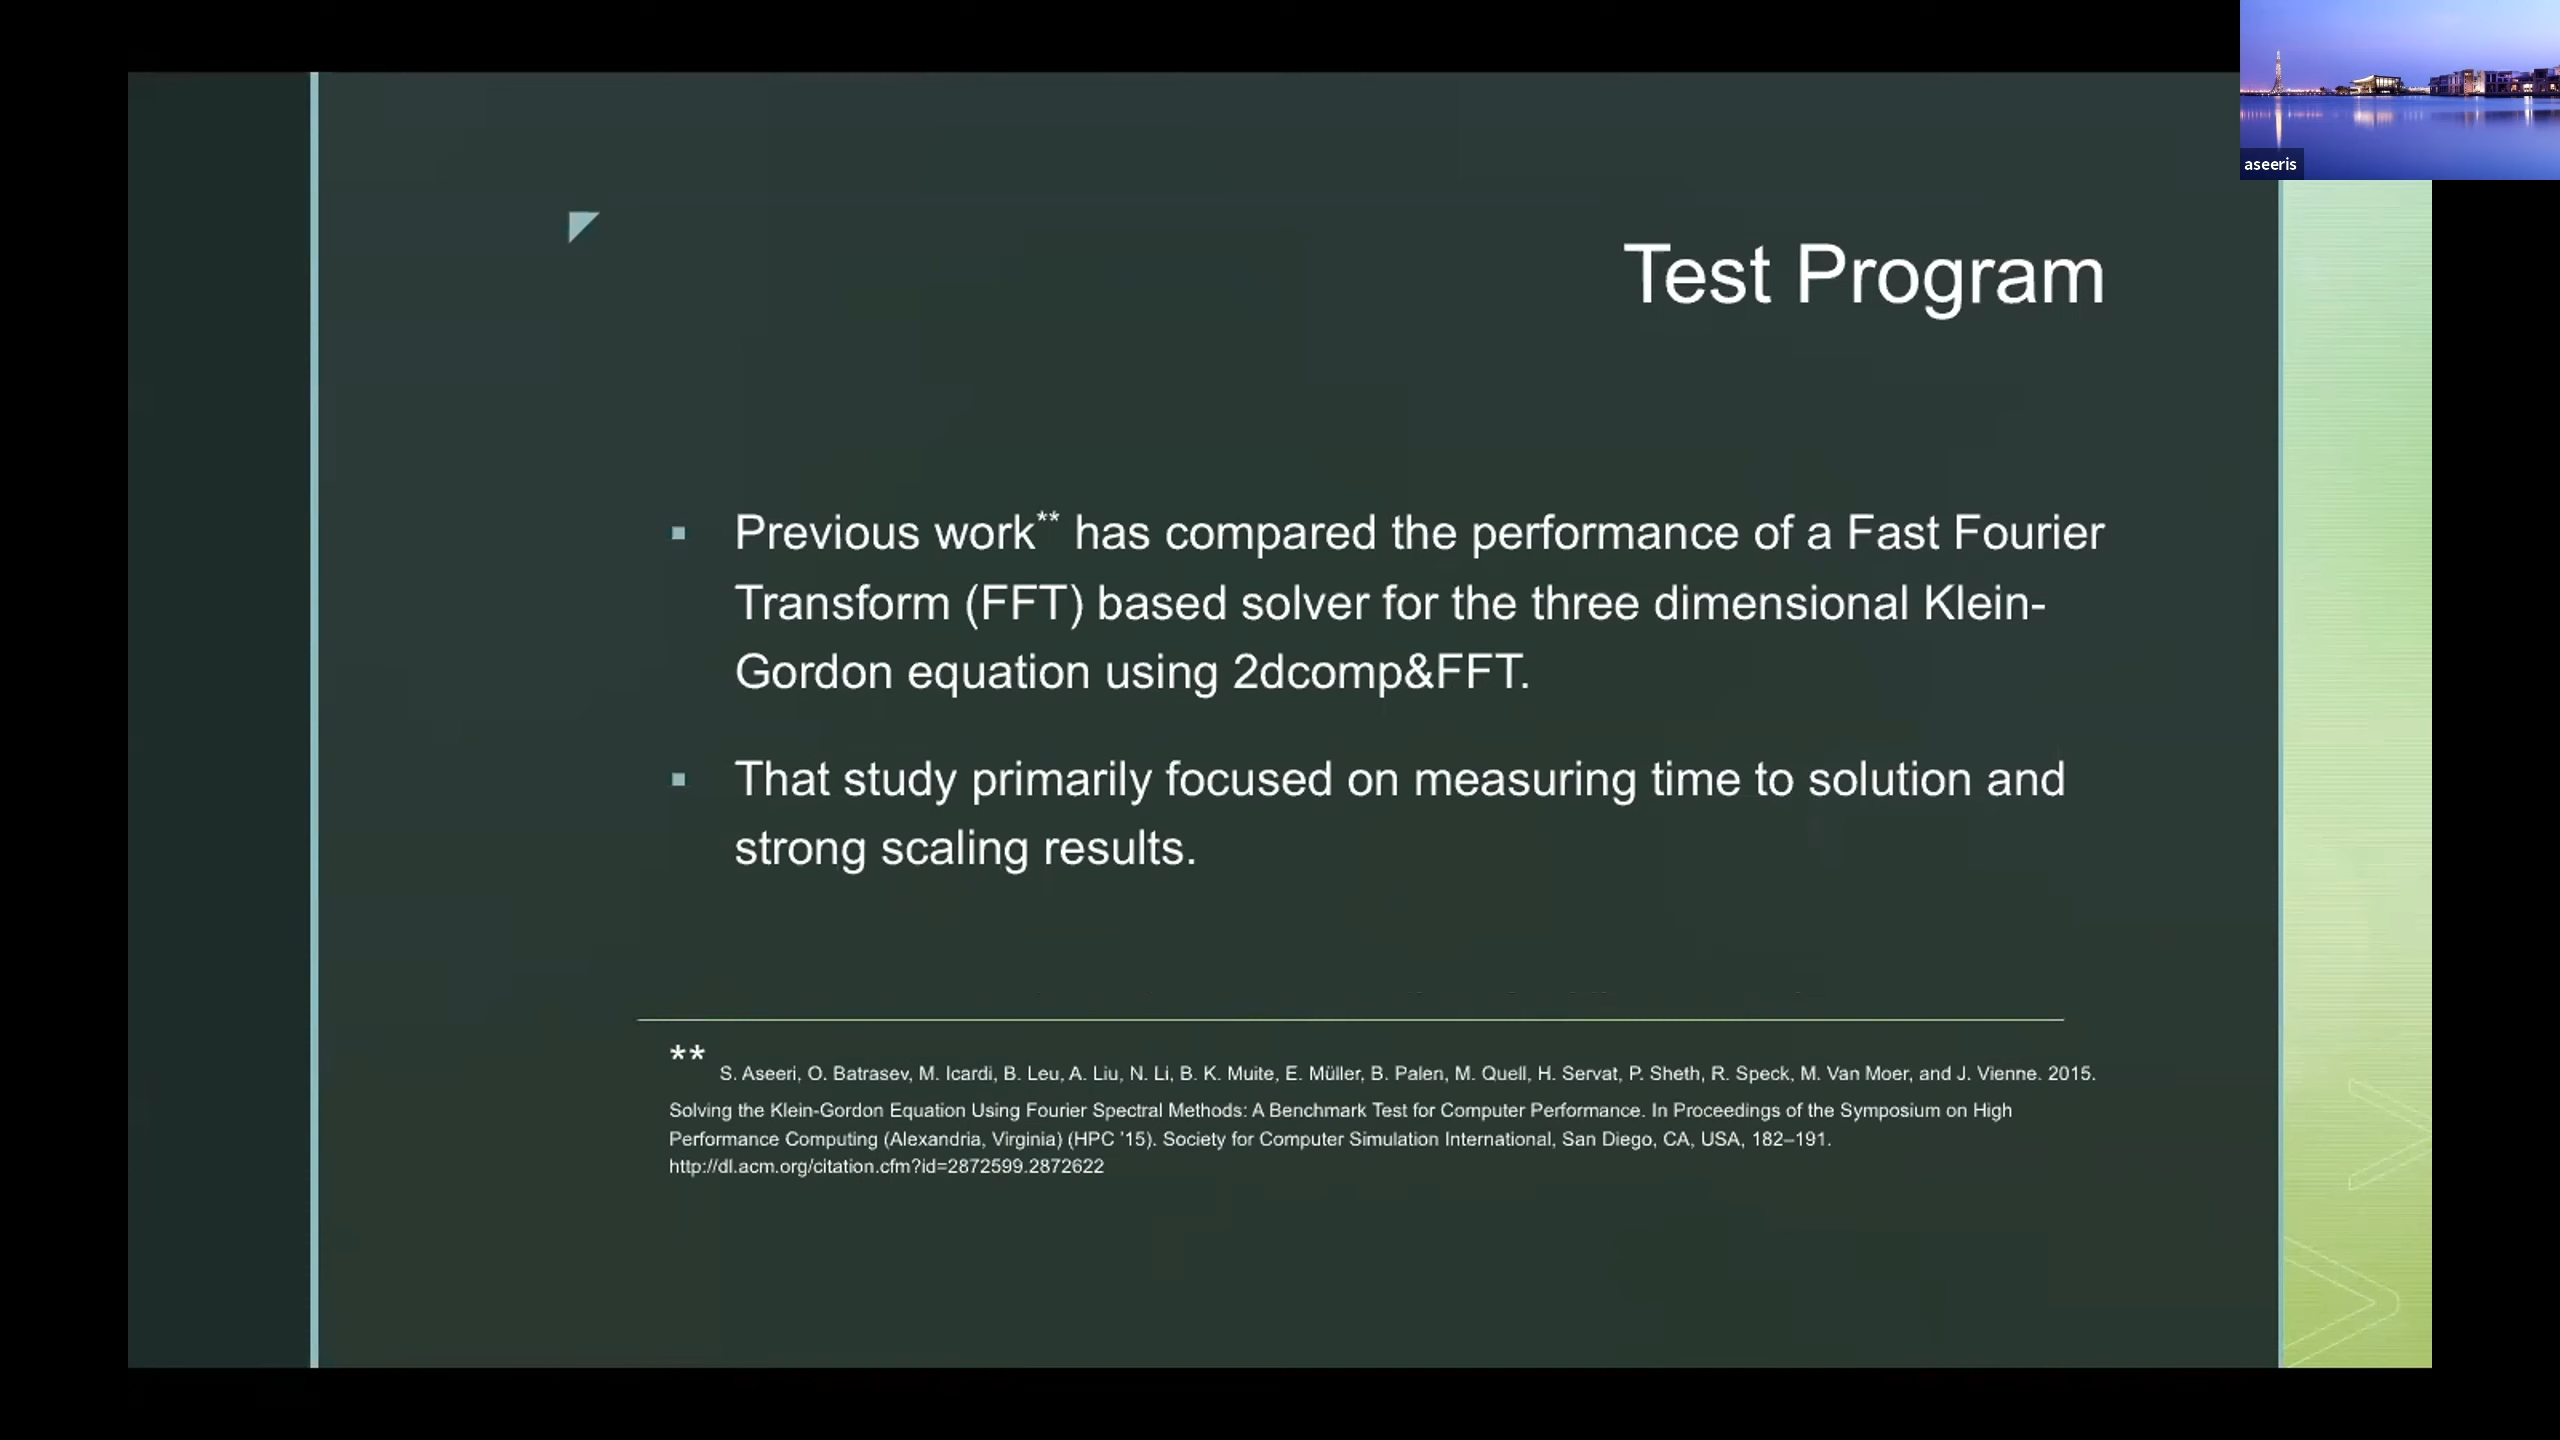 aseeris
Test Program
▪ Previous work** has compared the performance of a Fast Fourier
Transform (FFT) based solver for the three dimensional Klein-
Gordon equation using 2dcomp&FFT.
▪ That study primarily focused on measuring time to solution and
strong scaling results.
** S. Aseeri, O. Batrasev, M. Icardi, B. Leu, A. Liu, N. Li, B. K. Muite, E. Müller, B. Palen, M. Quell, H. Servat, P. Sheth, R. Speck, M. Van Moer, and J. Vienne. 2015.
Solving the Klein-Gordon Equation Using Fourier Spectral Methods: A Benchmark Test for Computer Performance. In Proceedings of the Symposium on High
Performance Computing (Alexandria, Virginia) (HPC '15). Society for Computer Simulation International, San Diego, CA, USA, 182–191.
http://dl.acm.org/citation.cfm?id=2872599.2872622